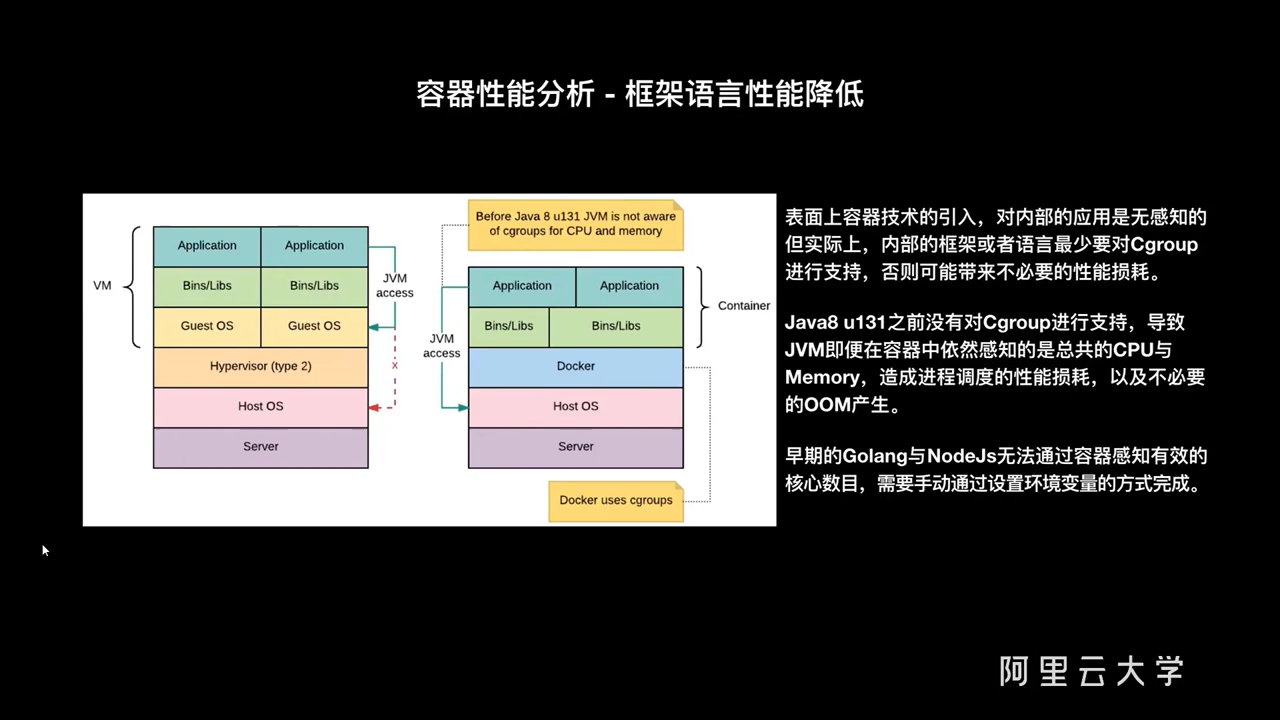 容器性能分析 - 框架语言性能降低
VM
Application
Application
Bins/Libs
Bins/Libs
Guest OS
Guest OS
Hypervisor (type 2)
Host OS
Server
JVM
access
x
Before Java 8 u131 JVM is not aware
of cgroups for CPU and memory
JVM
access
Application
Application
Bins/Libs
Bins/Libs
Docker
Host OS
Server
Container
Docker uses cgroups
表面上容器技术的引入，对内部的应用是无感知的
但实际上，内部的框架或者语言最少要对Cgroup
进行支持，否则可能带来不必要的性能损耗。
Java8 u131之前没有对Cgroup进行支持，导致
JVM即便在容器中依然感知的是总共的CPU与
Memory，造成进程调度的性能损耗，以及不必要
的OOM产生。
早期的Golang与NodeJs无法通过容器感知有效的
核心数目，需要手动通过设置环境变量的方式完成。
阿里云大学